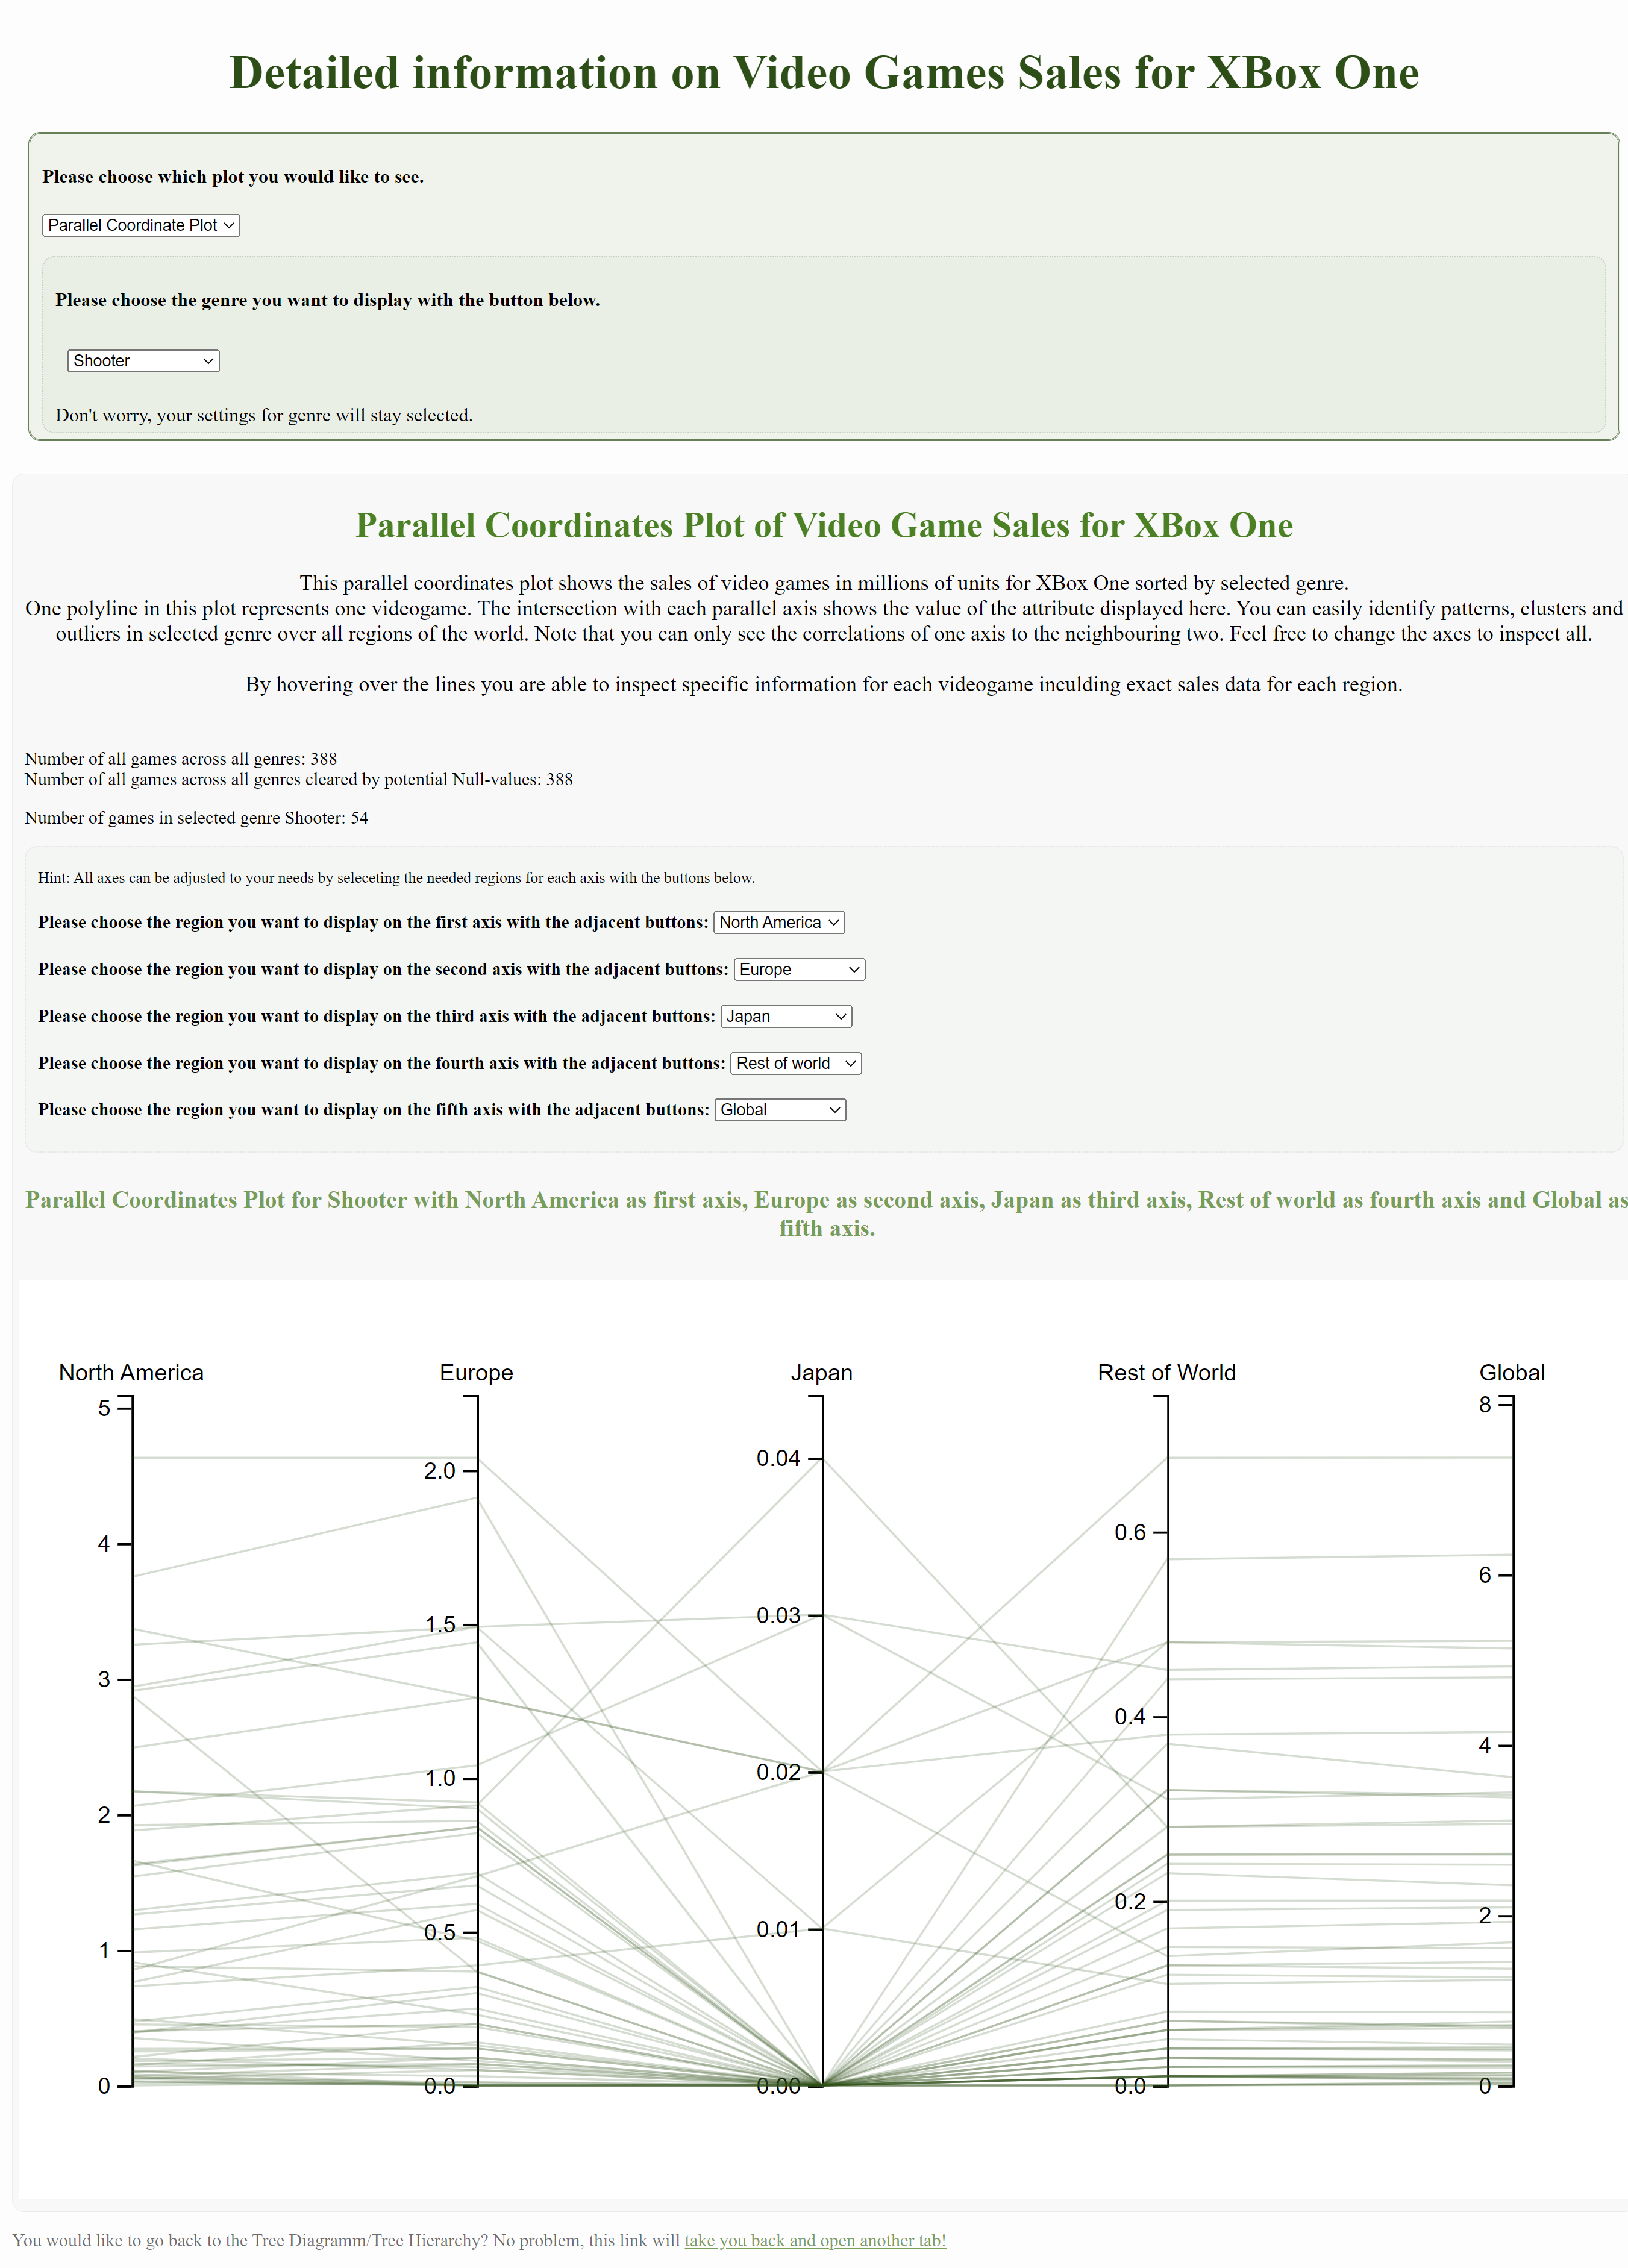 Detailed information on Video Games Sales for XBox One
Please choose which plot you would like to see.
Parallel Coordinate Plot
Please choose the genre you want to display with the button below.
Shooter
Don't worry, your settings for genre will stay selected.
Parallel Coordinates Plot of Video Game Sales for XBox One
This parallel coordinates plot shows the sales of video games in millions of units for XBox One sorted by selected genre.
One polyline in this plot represents one videogame. The intersection with each parallel axis shows the value of the attribute displayed here. You can easily identify patterns, clusters and
outliers in selected genre over all regions of the world. Note that you can only see the correlations of one axis to the neighbouring two. Feel free to change the axes to inspect all.
By hovering over the lines you are able to inspect specific information for each videogame inculding exact sales data for each region.
Number of all games across all genres: 388
Number of all games across all genres cleared by potential Null-values: 388
Number of games in selected genre Shooter: 54
Hint: All axes can be adjusted to your needs by seleceting the needed regions for each axis with the buttons below.
Please choose the region you want to display on the first axis with the adjacent buttons: North America
Please choose the region you want to display on the second axis with the adjacent buttons: Europe
Please choose the region you want to display on the third axis with the adjacent buttons: Japan
Please choose the region you want to display on the fourth axis with the adjacent buttons: Rest of world
Please choose the region you want to display on the fifth axis with the adjacent buttons: Global
Parallel Coordinates Plot for Shooter with North America as first axis, Europe as second axis, Japan as third axis, Rest of world as fourth axis and Global as
fifth axis.
North America
5
4
3
2
1
0
Europe
2.0
1.5
1.0
0.5
0.0
Japan
0.04
0.03
0.02
0.01
0.00
Rest of World
0.6
0.4
0.2
0.0
Global
8
6
4
2
0
You would like to go back to the Tree Diagramm/Tree Hierarchy? No problem, this link will take you back and open another tab!